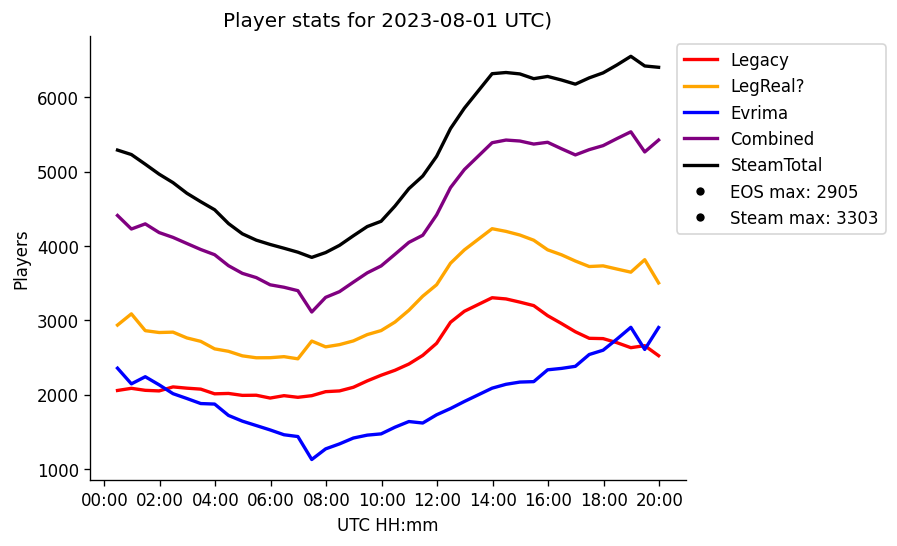 Player stats for 2023-08-01 UTC)
Players
6000
5000
4000
3000
2000
1000
00:00 02:00 04:00 06:00 08:00 10:00 12:00 14:00 16:00 18:00 20:00
UTC HH:mm
Legacy
LegReal?
Evrima
Combined
SteamTotal
EOS max: 2905
Steam max: 3303